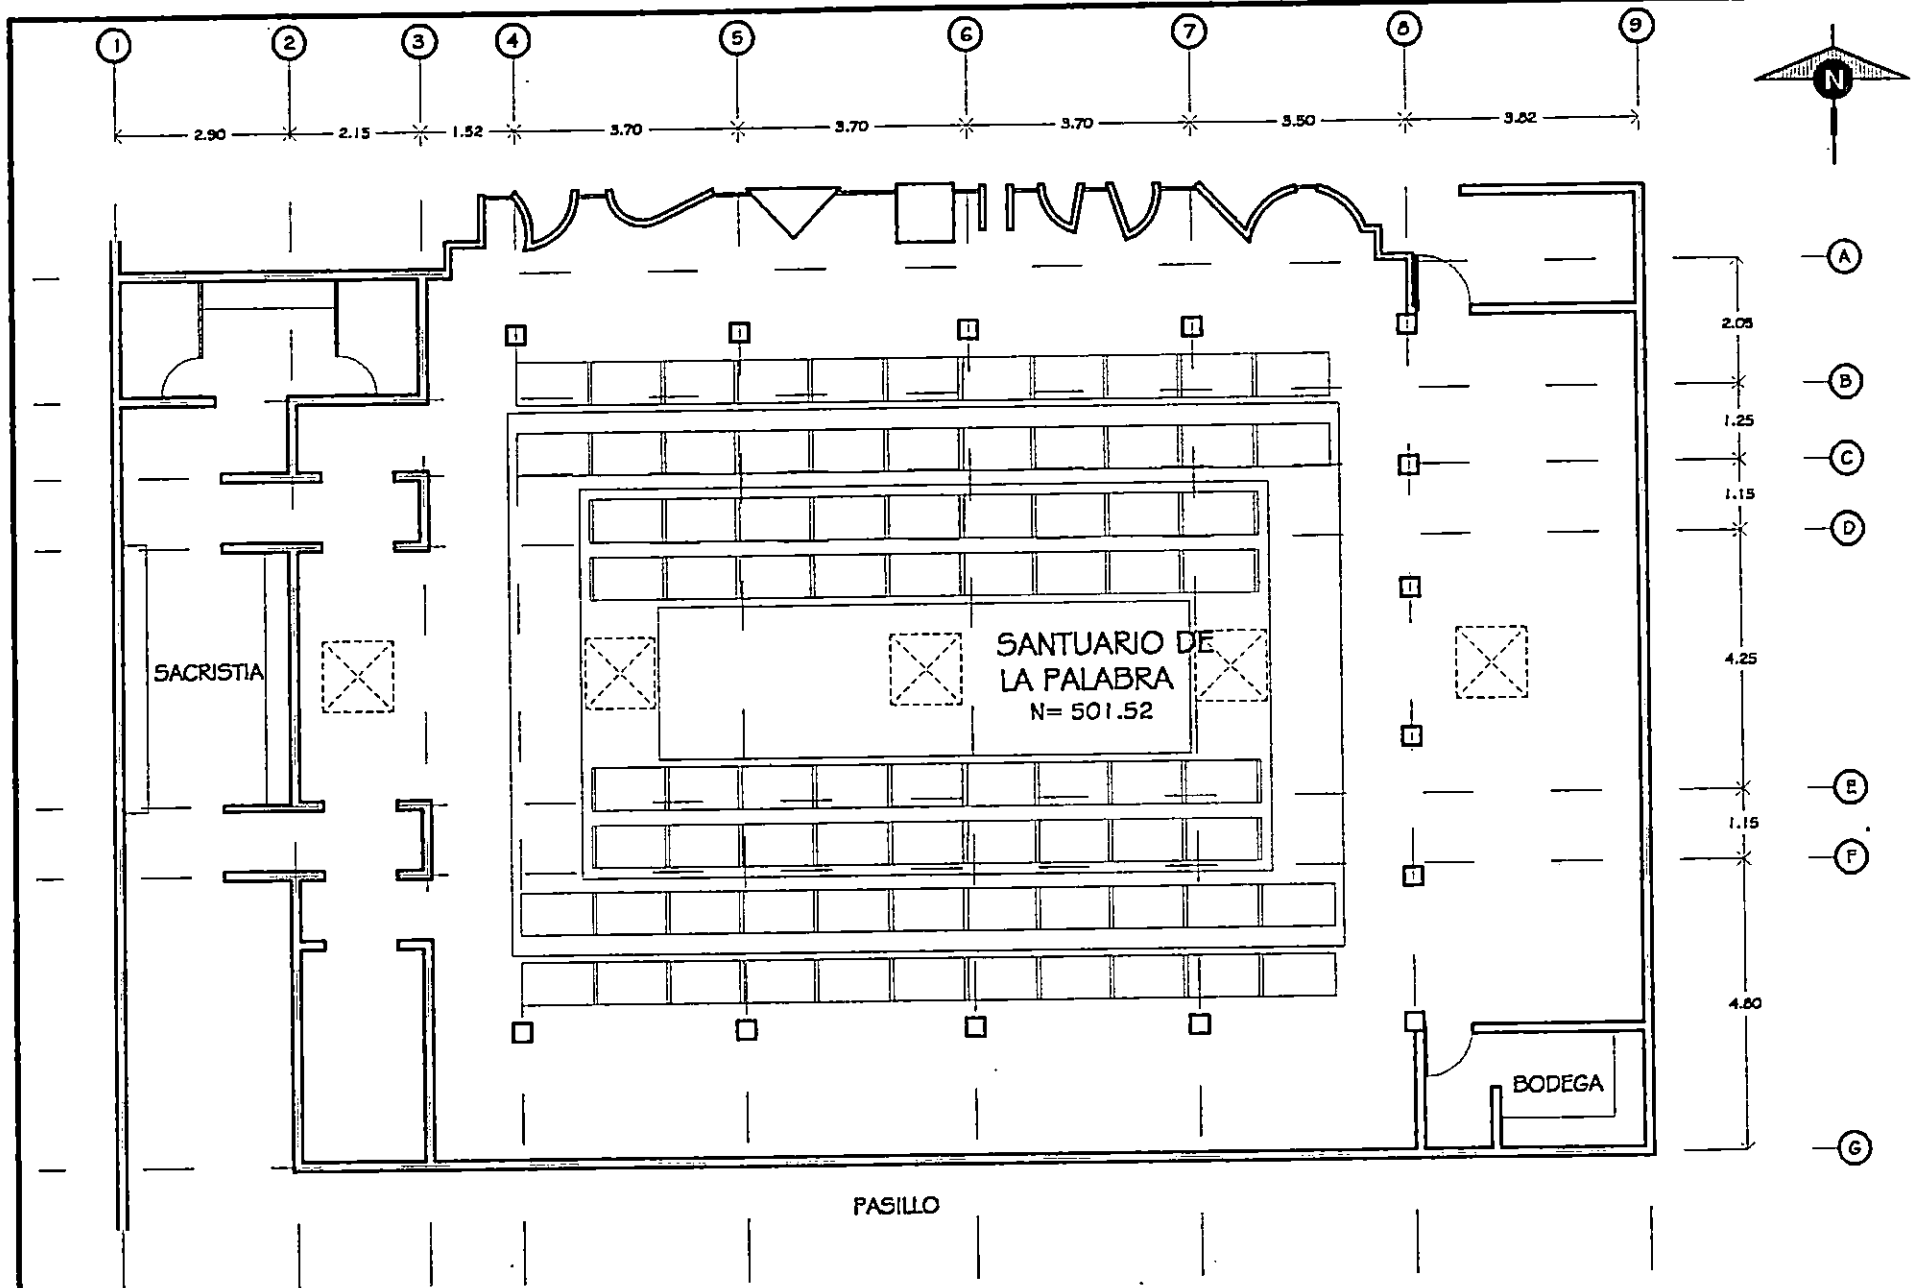 1 2 3 4 5 6 7 8 9
N
2.90 2.15 1.52 3.70 3.70 3.70 3.50 3.82
A
2.05
B
1.25
C
1.15
D
SANTUARIO DE
LA PALABRA
N= 501.52
SACRISTIA
4.25
E
1.15
F
4.80
BODEGA
G
PASILLO